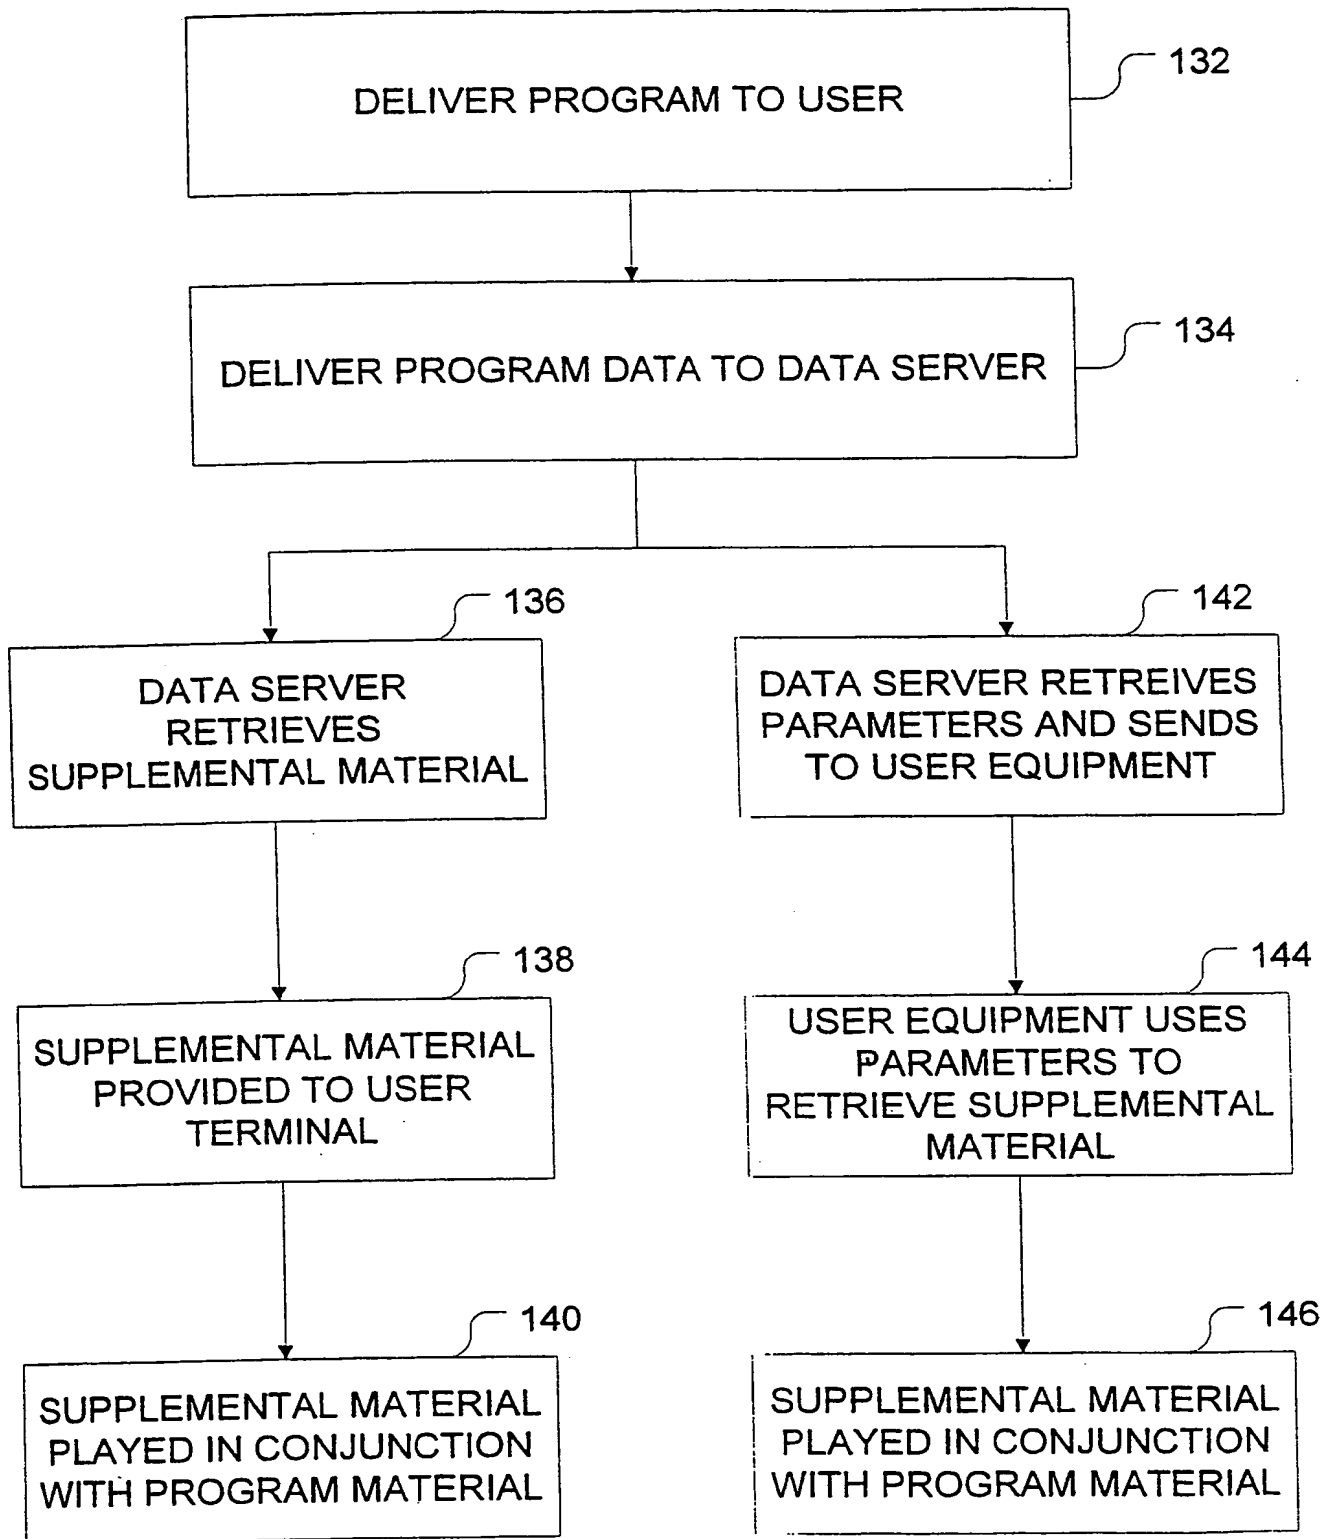 132
DELIVER PROGRAM TO USER
134
DELIVER PROGRAM DATA TO DATA SERVER
136
DATA SERVER
RETRIEVES
SUPPLEMENTAL MATERIAL
142
DATA SERVER RETREIVES
PARAMETERS AND SENDS
TO USER EQUIPMENT
138
SUPPLEMENTAL MATERIAL
PROVIDED TO USER
TERMINAL
144
USER EQUIPMENT USES
PARAMETERS TO
RETRIEVE SUPPLEMENTAL
MATERIAL
140
SUPPLEMENTAL MATERIAL
PLAYED IN CONJUNCTION
WITH PROGRAM MATERIAL
146
SUPPLEMENTAL MATERIAL
PLAYED IN CONJUNCTION
WITH PROGRAM MATERIAL